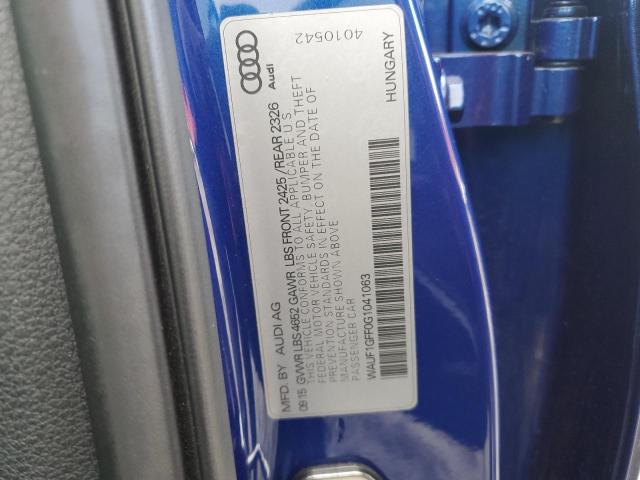 MFD. BY AUDI AG
09/15 GVWR LBS 4652 GAWR LBS FRONT 2425 / REAR 2326
THIS VEHICLE CONFORMS TO ALL APPLICABLE U.S.
FEDERAL MOTOR VEHICLE SAFETY, BUMPER AND THEFT
PREVENTION STANDARDS IN EFFECT ON THE DATE OF
MANUFACTURE SHOWN ABOVE
PASSENGER CAR
WAUF1GFF0G1041063
HUNGARY
Audi
4010542